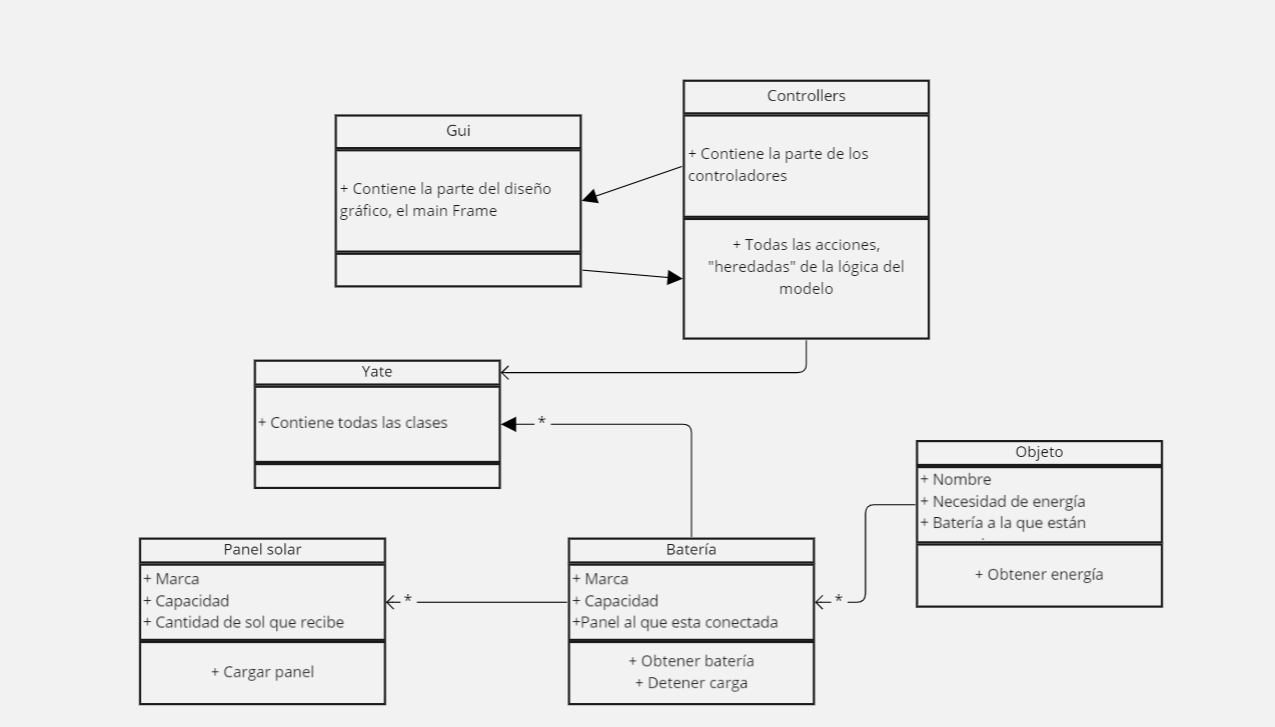 Controllers
+ Contiene la parte de los
controladores
+ Todas las acciones,
"heredadas" de la lógica del
modelo
Gui
+ Contiene la parte del diseño
gráfico, el main Frame
Yate
+ Contiene todas las clases
*
Objeto
+ Nombre
+ Necesidad de energía
+ Batería a la que están
+ Obtener energía
Panel solar
+ Marca
+ Capacidad
+ Cantidad de sol que recibe
+ Cargar panel
*
Batería
+ Marca
+ Capacidad
+Panel al que esta conectada
+ Obtener batería
+ Detener carga
*